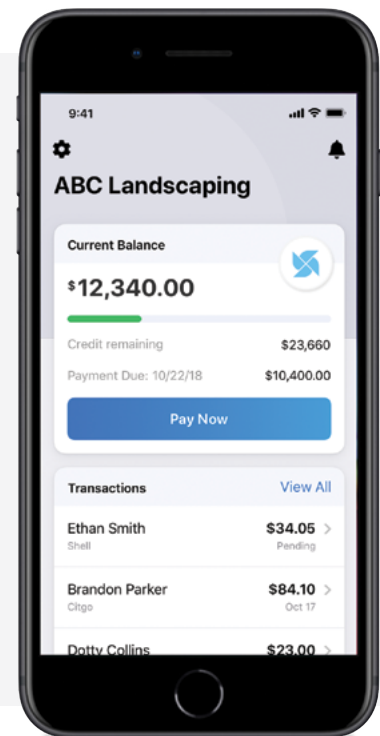 9:41
ABC Landscaping
Current Balance
$12,340.00
Credit remaining $23,660
Payment Due: 10/22/18 $10,400.00
Pay Now
Transactions View All
Ethan Smith $34.05
Shell Pending
Brandon Parker $84.10
Citgo Oct 17
Dotty Collins $23.00